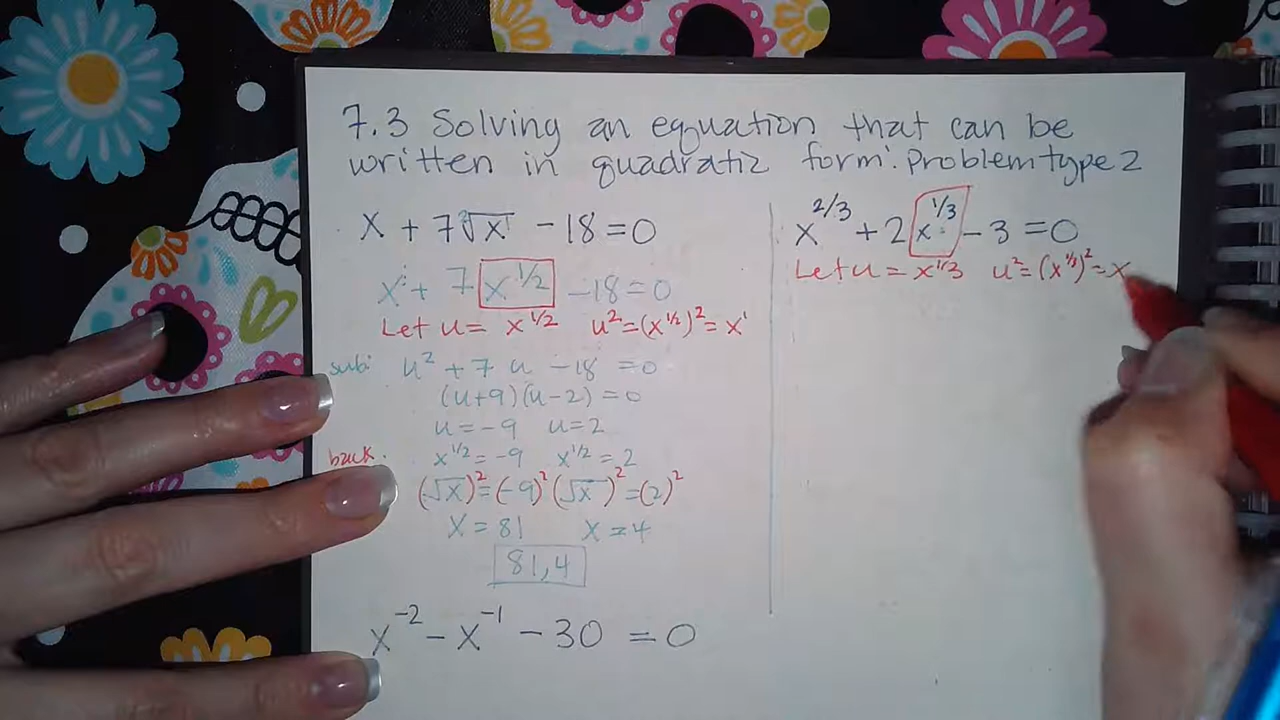 7.3 Solving an equation that can be
written in quadratic form: Problem type 2
x + 7√x - 18 = 0
x + 7 x^1/2 - 18 = 0
Let u = x^1/2 u² = (x^1/2)² = x'
sub: u² + 7 u - 18 = 0
(u+9)(u-2) = 0
u = -9 u = 2
back. x^1/2 = -9 x^1/2 = 2
(√x)² = (-9)² (√x)² = (2)²
x = 81 x = 4
81, 4
x^-2 - x^-1 - 30 = 0
x^2/3 + 2 x^1/3 - 3 = 0
Let u = x^1/3 u² = (x^1/3)² = x